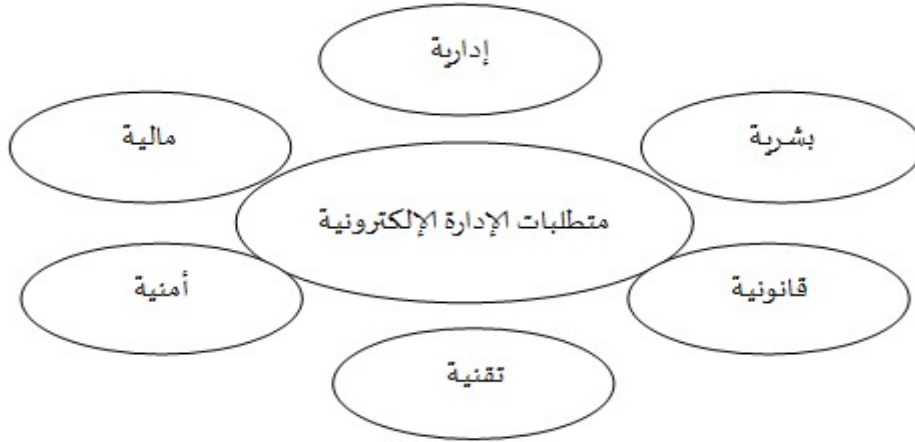 إدارية
بشرية
مالية
متطلبات الإدارة الإلكترونية
قانونية
أمنية
تقنية